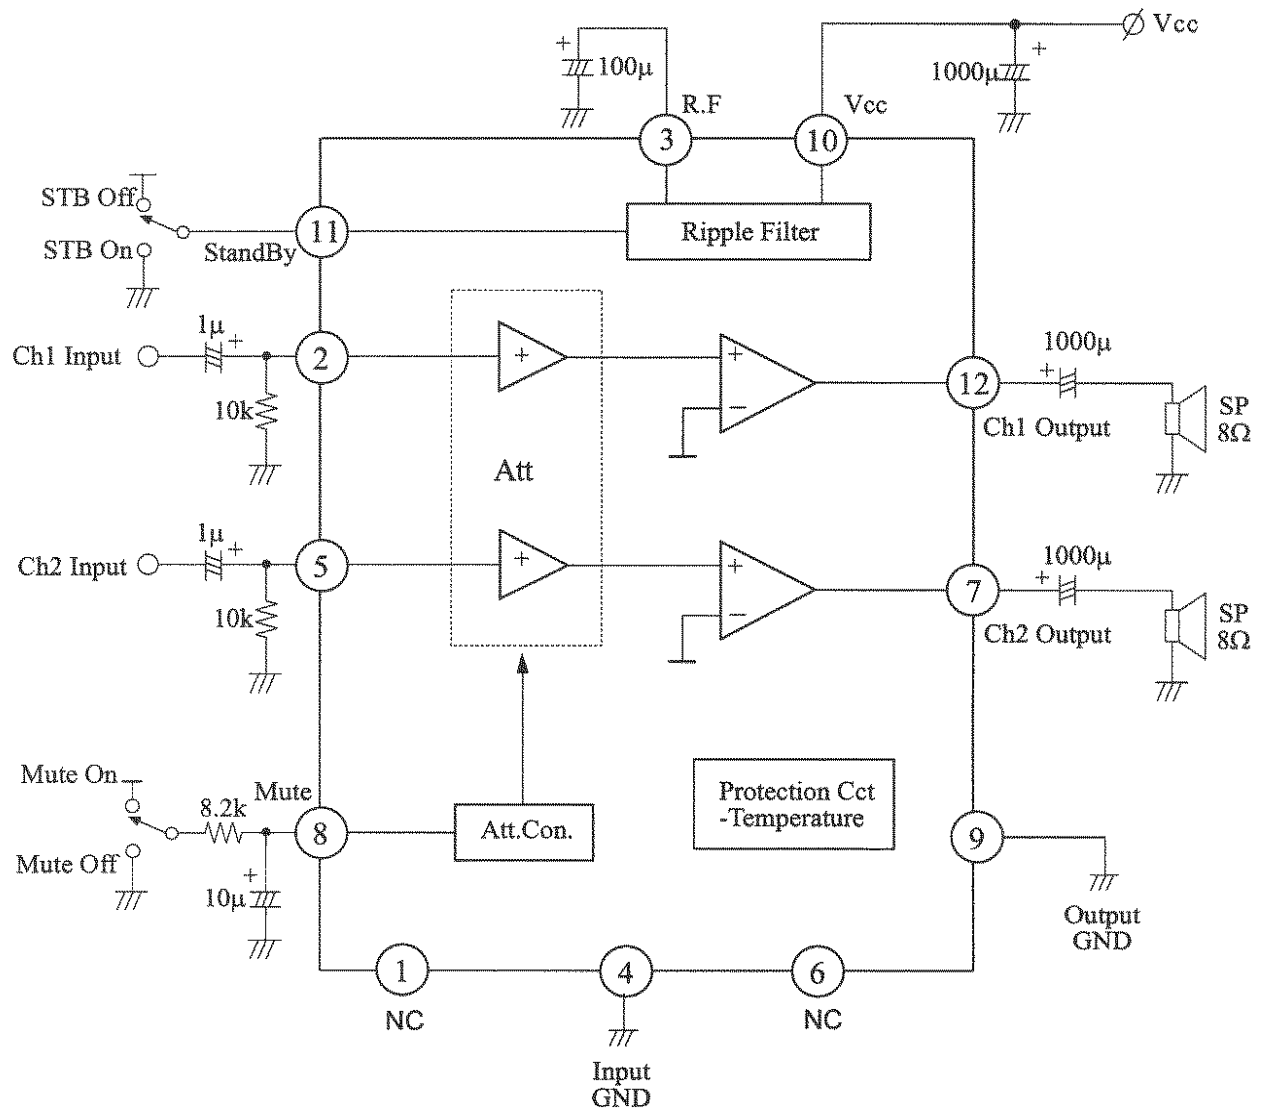 Vcc
+
100μ
1000μ
+
R.F
Vcc
3
10
STB Off
STB On
StandBy
11
Ripple Filter
1μ
+
Ch1 Input
2
10k
+
+
−
12
1000μ
+
Ch1 Output
SP
8Ω
Att
1μ
+
Ch2 Input
5
10k
+
+
−
7
1000μ
+
Ch2 Output
SP
8Ω
Mute On
Mute Off
8.2k
Mute
8
+
10μ
Att.Con.
Protection Cct
-Temperature
9
Output
GND
1
NC
4
Input
GND
6
NC